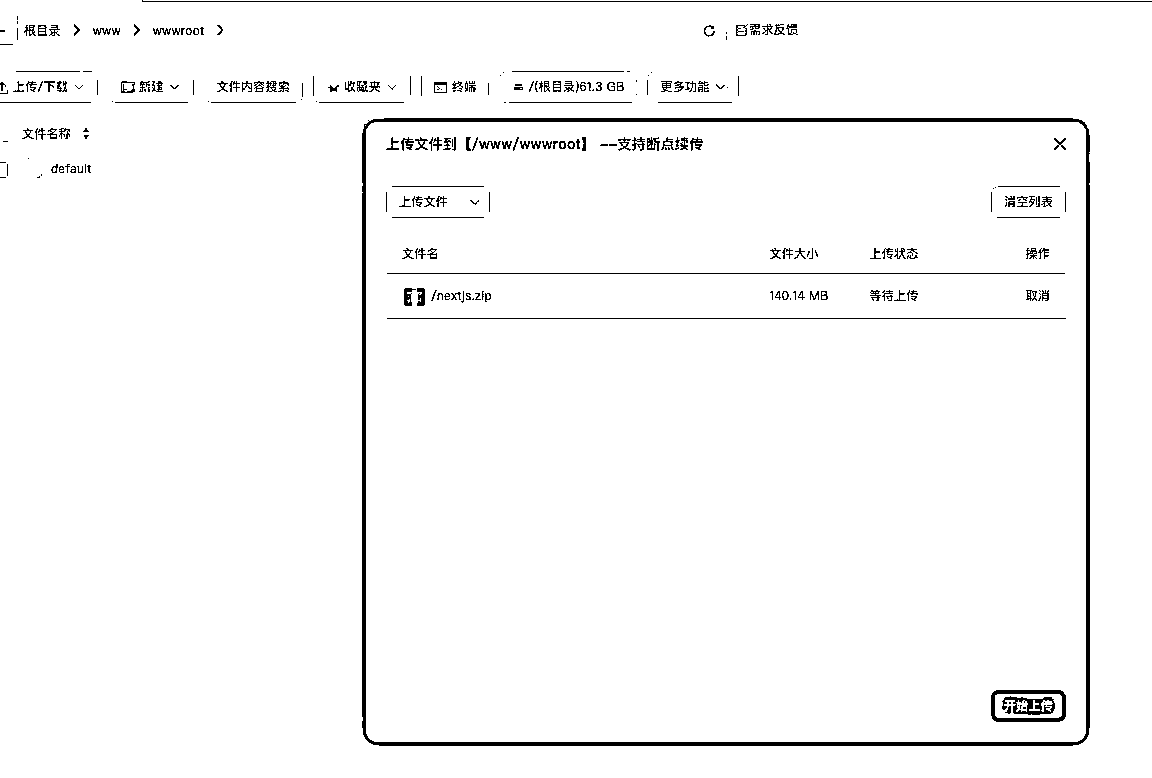 根目录 www wwwroot
需求反馈
上传/下载 新建 文件内容搜索 收藏夹 终端 /(根目录)61.3 GB 更多功能
文件名称
default
上传文件到【/www/wwwroot】 ---支持断点续传
上传文件 清空列表
文件名 文件大小 上传状态 操作
/nextjs.zip 140.14 MB 等待上传 取消
开始上传